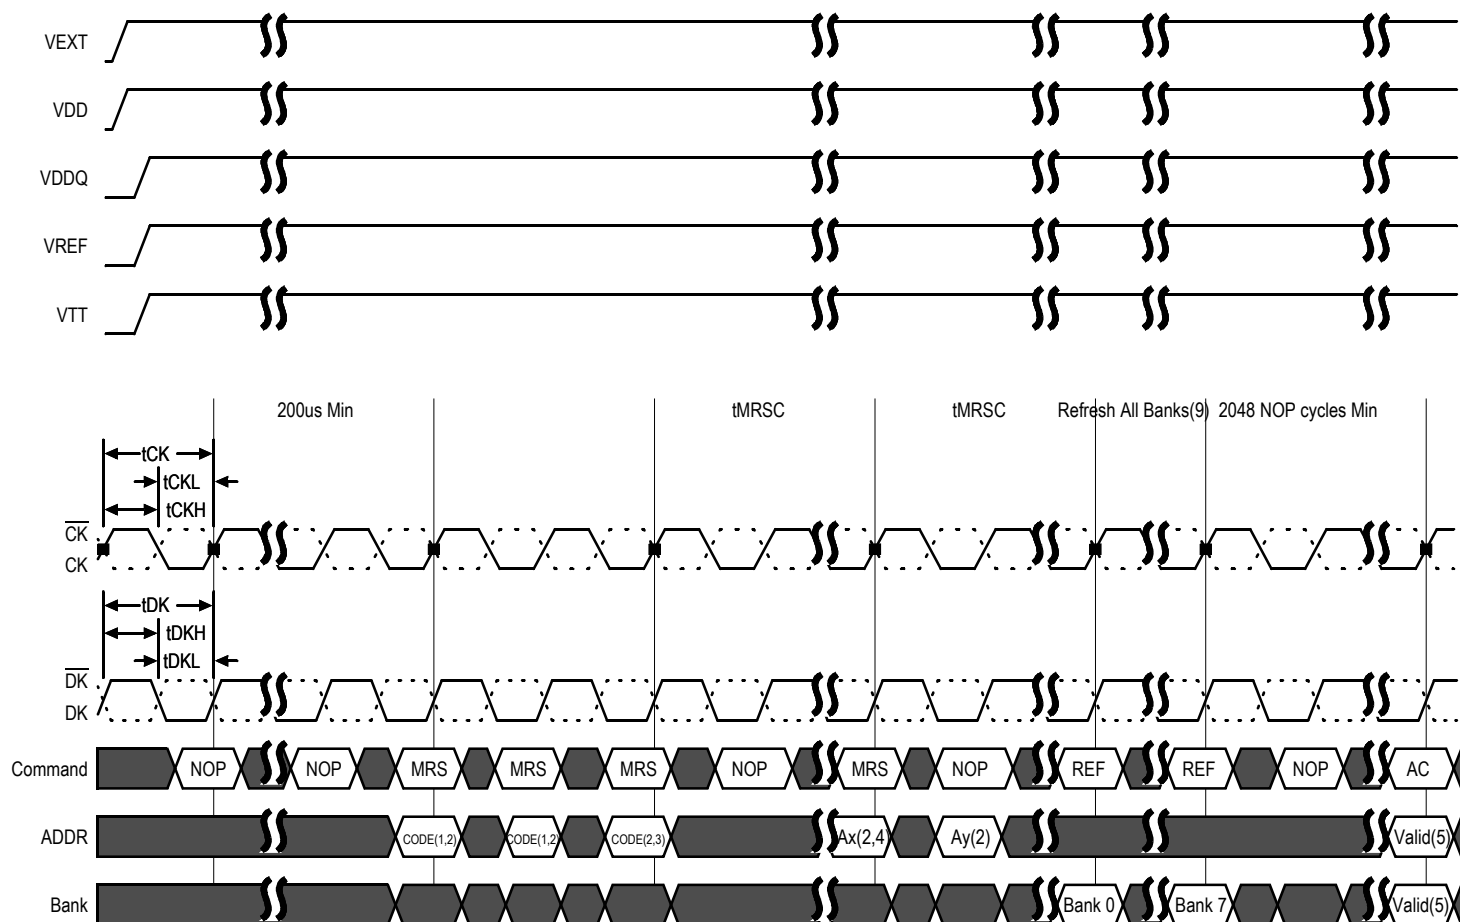 VEXT
VDD
VDDQ
VREF
VTT
200us Min tMRSC tMRSC Refresh All Banks(9) 2048 NOP cycles Min
tCK
tCKL
tCKH
CK
CK
tDK
tDKH
tDKL
DK
DK
Command NOP NOP MRS MRS MRS NOP MRS NOP REF REF NOP AC
ADDR CODE(1,2) CODE(1,2) CODE(2,3) Ax(2,4) Ay(2) Valid(5)
Bank Bank 0 Bank 7 Valid(5)